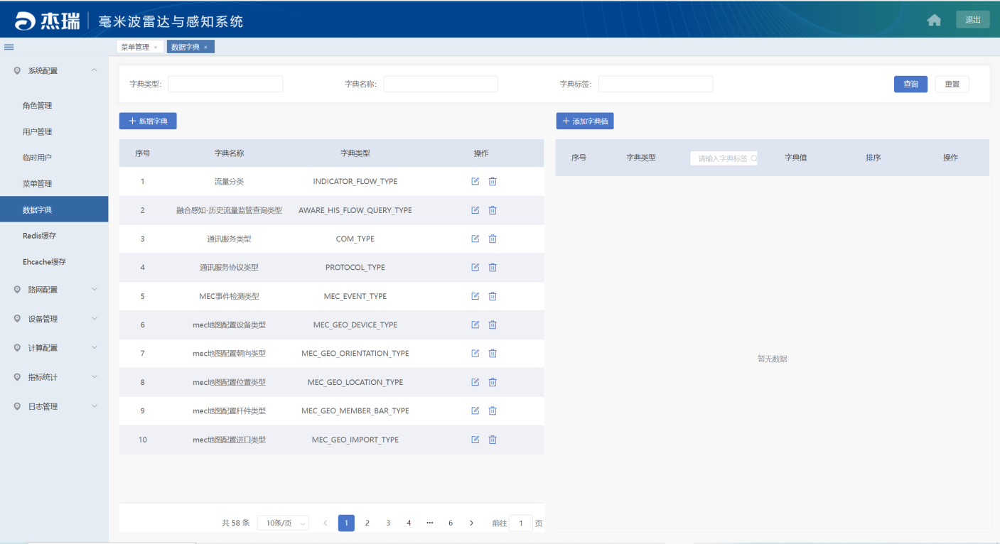 杰瑞 毫米波雷达与感知系统 退出
菜单管理 × 数据字典 ×
系统配置
角色管理
用户管理
临时用户
菜单管理
数据字典
Redis缓存
Ehcache缓存
路网配置
设备管理
计算配置
指标统计
日志管理
字典类型: 字典名称: 字典标签: 查询 重置
+ 新增字典
序号 字典名称 字典类型 操作
1 流量分类 INDICATOR_FLOW_TYPE
2 融合感知-历史流量监管查询类型 AWARE_HIS_FLOW_QUERY_TYPE
3 通讯服务类型 COM_TYPE
4 通讯服务协议类型 PROTOCOL_TYPE
5 MEC事件检测类型 MEC_EVENT_TYPE
6 mec地图配置设备类型 MEC_GEO_DEVICE_TYPE
7 mec地图配置朝向类型 MEC_GEO_ORIENTATION_TYPE
8 mec地图配置位置类型 MEC_GEO_LOCATION_TYPE
9 mec地图配置杆件类型 MEC_GEO_MEMBER_BAR_TYPE
10 mec地图配置进口类型 MEC_GEO_IMPORT_TYPE
共 58 条 10条/页 < 1 2 3 4 ••• 6 > 前往 1 页
+ 添加字典值
序号 字典类型 请输入字典标签 字典值 排序 操作
暂无数据